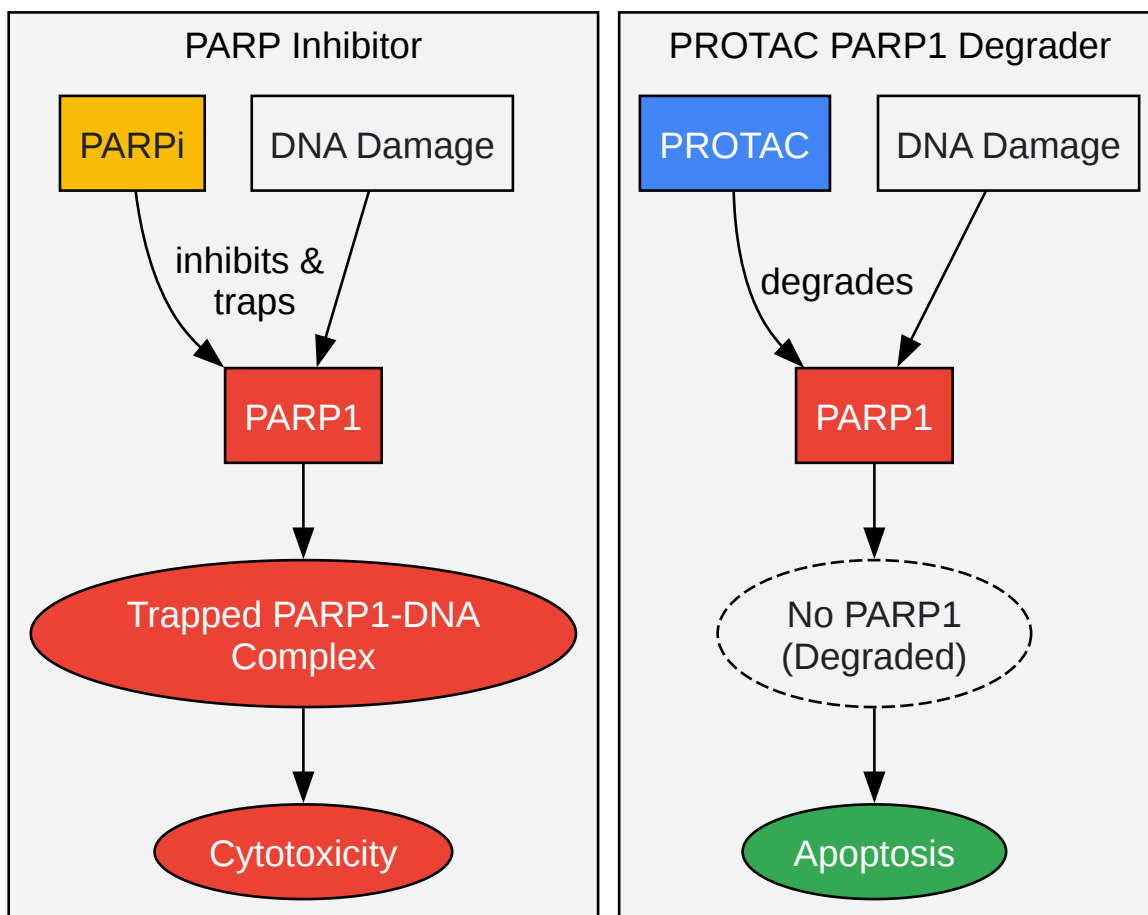 PARP Inhibitor
PARPi
DNA Damage
inhibits &
traps
PARP1
Trapped PARP1-DNA
Complex
Cytotoxicity
PROTAC PARP1 Degrader
PROTAC
DNA Damage
degrades
PARP1
No PARP1
(Degraded)
Apoptosis